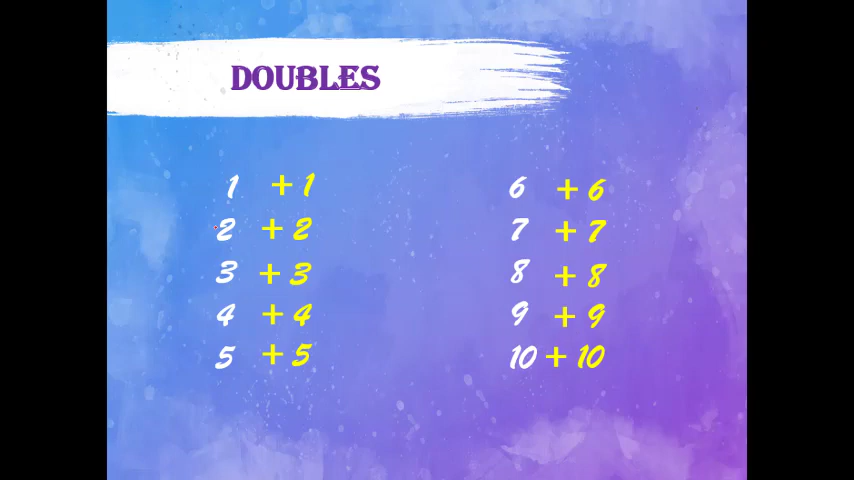 DOUBLES
1 + 1
2 + 2
3 + 3
4 + 4
5 + 5
6 + 6
7 + 7
8 + 8
9 + 9
10 + 10